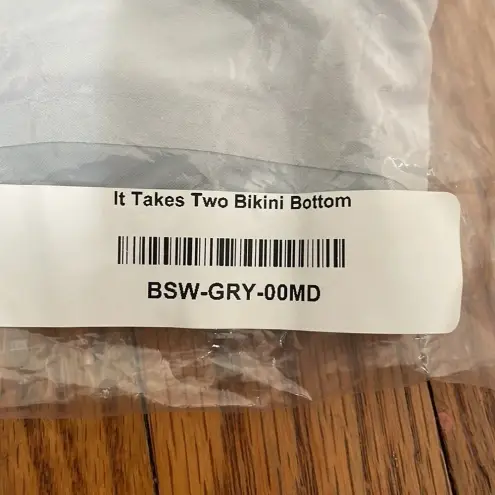 It Takes Two Bikini Bottom
BSW-GRY-00MD